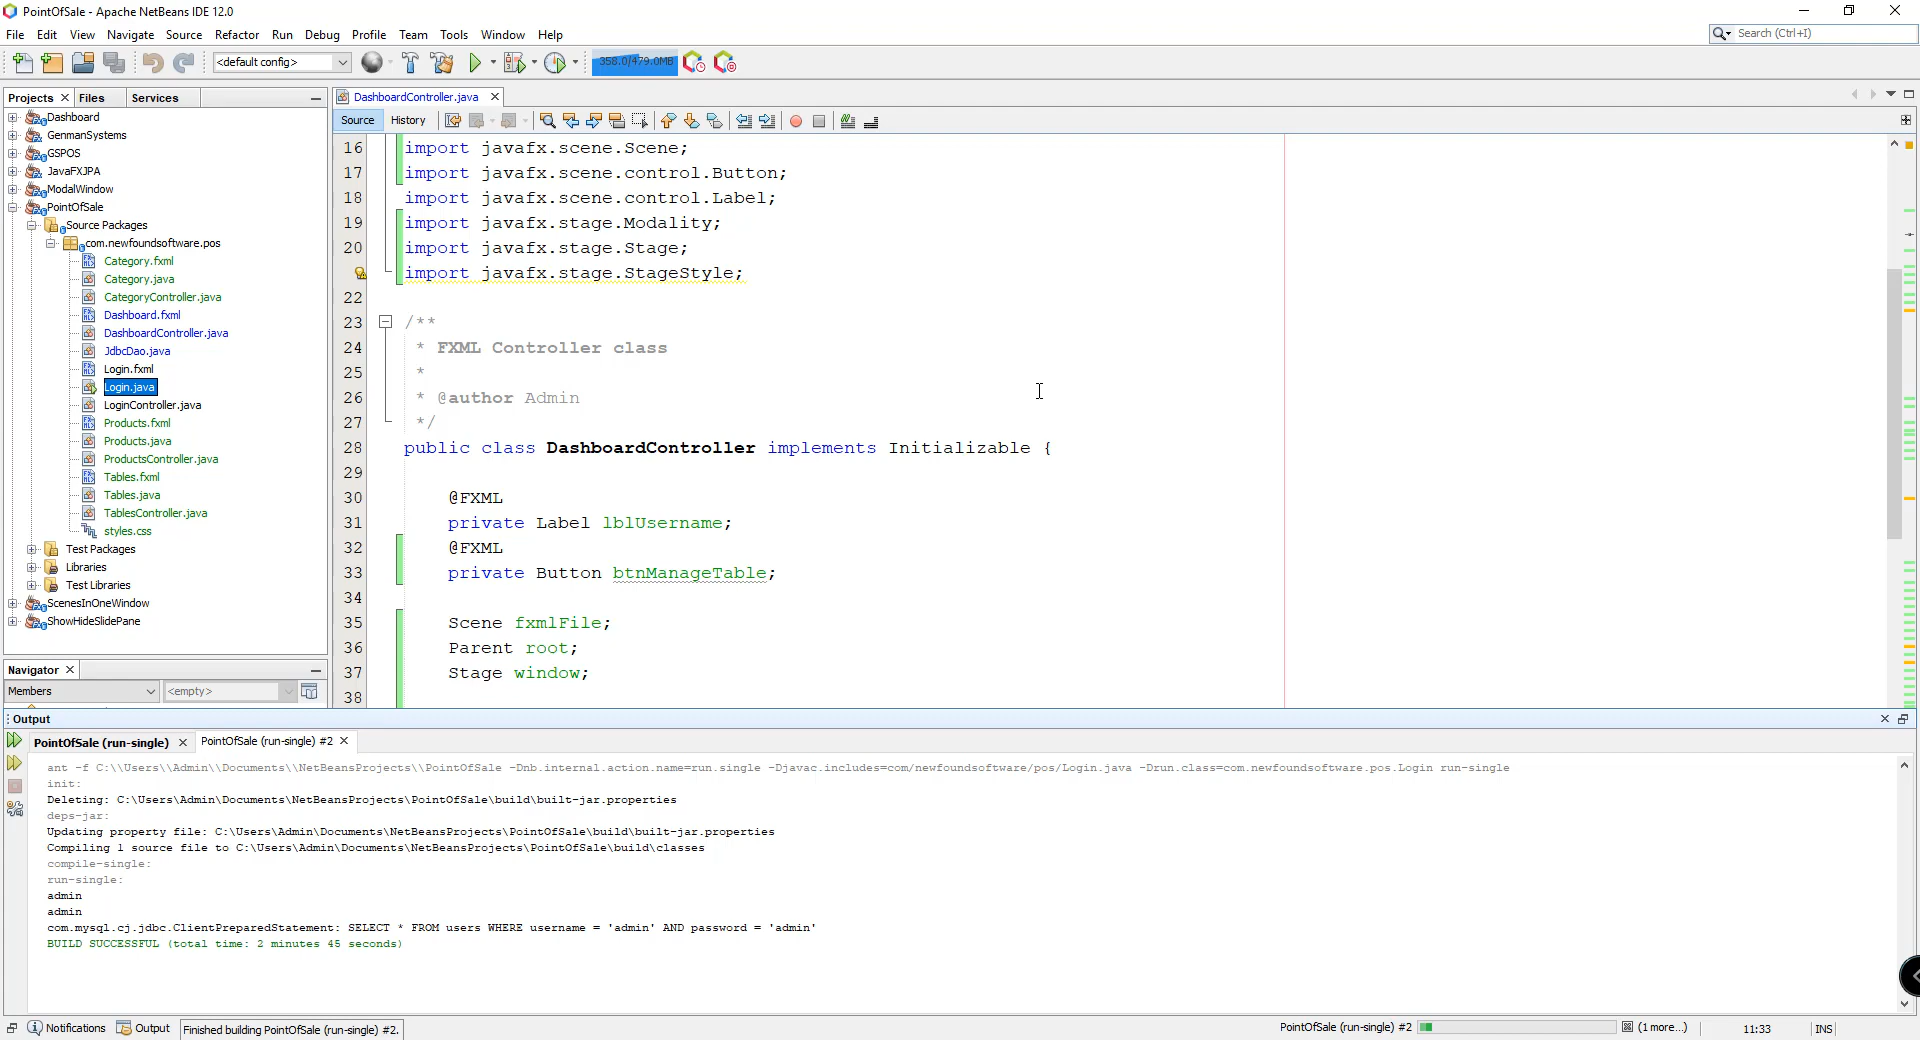 PointOfSale - Apache NetBeans IDE 12.0
File Edit View Navigate Source Refactor Run Debug Profile Team Tools Window Help
Search (Ctrl+I)
<default config>
358.0/479.0MB
Projects Files Services
Dashboard
GenmanSystems
GSPOS
JavaFXJPA
ModalWindow
PointOfSale
Source Packages
com.newfoundsoftware.pos
Category.fxml
Category.java
CategoryController.java
Dashboard.fxml
DashboardController.java
JdbcDao.java
Login.fxml
Login.java
LoginController.java
Products.fxml
Products.java
ProductsController.java
Tables.fxml
Tables.java
TablesController.java
styles.css
Test Packages
Libraries
Test Libraries
ScenesInOneWindow
ShowHideSlidePane
Navigator
Members <empty>
DashboardController.java
Source History
16 import javafx.scene.Scene;
17 import javafx.scene.control.Button;
18 import javafx.scene.control.Label;
19 import javafx.stage.Modality;
20 import javafx.stage.Stage;
import javafx.stage.StageStyle;
22
23 /**
24 * FXML Controller class
25 *
26 * @author Admin
27 */
28 public class DashboardController implements Initializable {
29
30 @FXML
31 private Label lblUsername;
32 @FXML
33 private Button btnManageTable;
34
35 Scene fxmlFile;
36 Parent root;
37 Stage window;
38
Output
PointOfSale (run-single) PointOfSale (run-single) #2
ant -f C:\\Users\\Admin\\Documents\\NetBeansProjects\\PointOfSale -Dnb.internal.action.name=run.single -Djavac.includes=com/newfoundsoftware/pos/Login.java -Drun.class=com.newfoundsoftware.pos.Login run-single
init:
Deleting: C:\Users\Admin\Documents\NetBeansProjects\PointOfSale\build\built-jar.properties
deps-jar:
Updating property file: C:\Users\Admin\Documents\NetBeansProjects\PointOfSale\build\built-jar.properties
Compiling 1 source file to C:\Users\Admin\Documents\NetBeansProjects\PointOfSale\build\classes
compile-single:
run-single:
admin
admin
com.mysql.cj.jdbc.ClientPreparedStatement: SELECT * FROM users WHERE username = 'admin' AND password = 'admin'
BUILD SUCCESSFUL (total time: 2 minutes 45 seconds)
Notifications Output Finished building PointOfSale (run-single) #2.
PointOfSale (run-single) #2 (1 more...) 11:33 INS